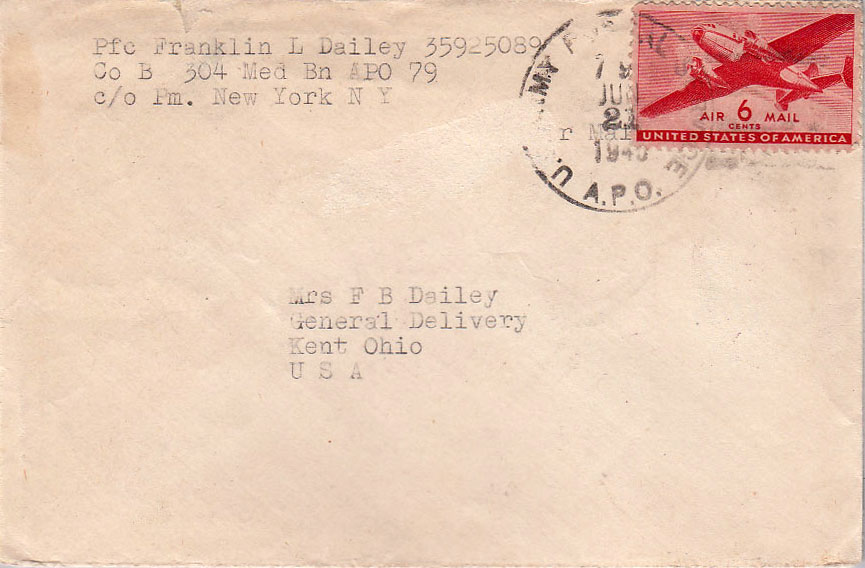 Pfc Franklin L Dailey 35925089
Co B 304 Med Bn APO 79
c/o Pm. New York N Y
AIR 6 MAIL
CENTS
UNITED STATES OF AMERICA
21
A.P.O.
Mrs F B Dailey
General Delivery
Kent Ohio
U S A